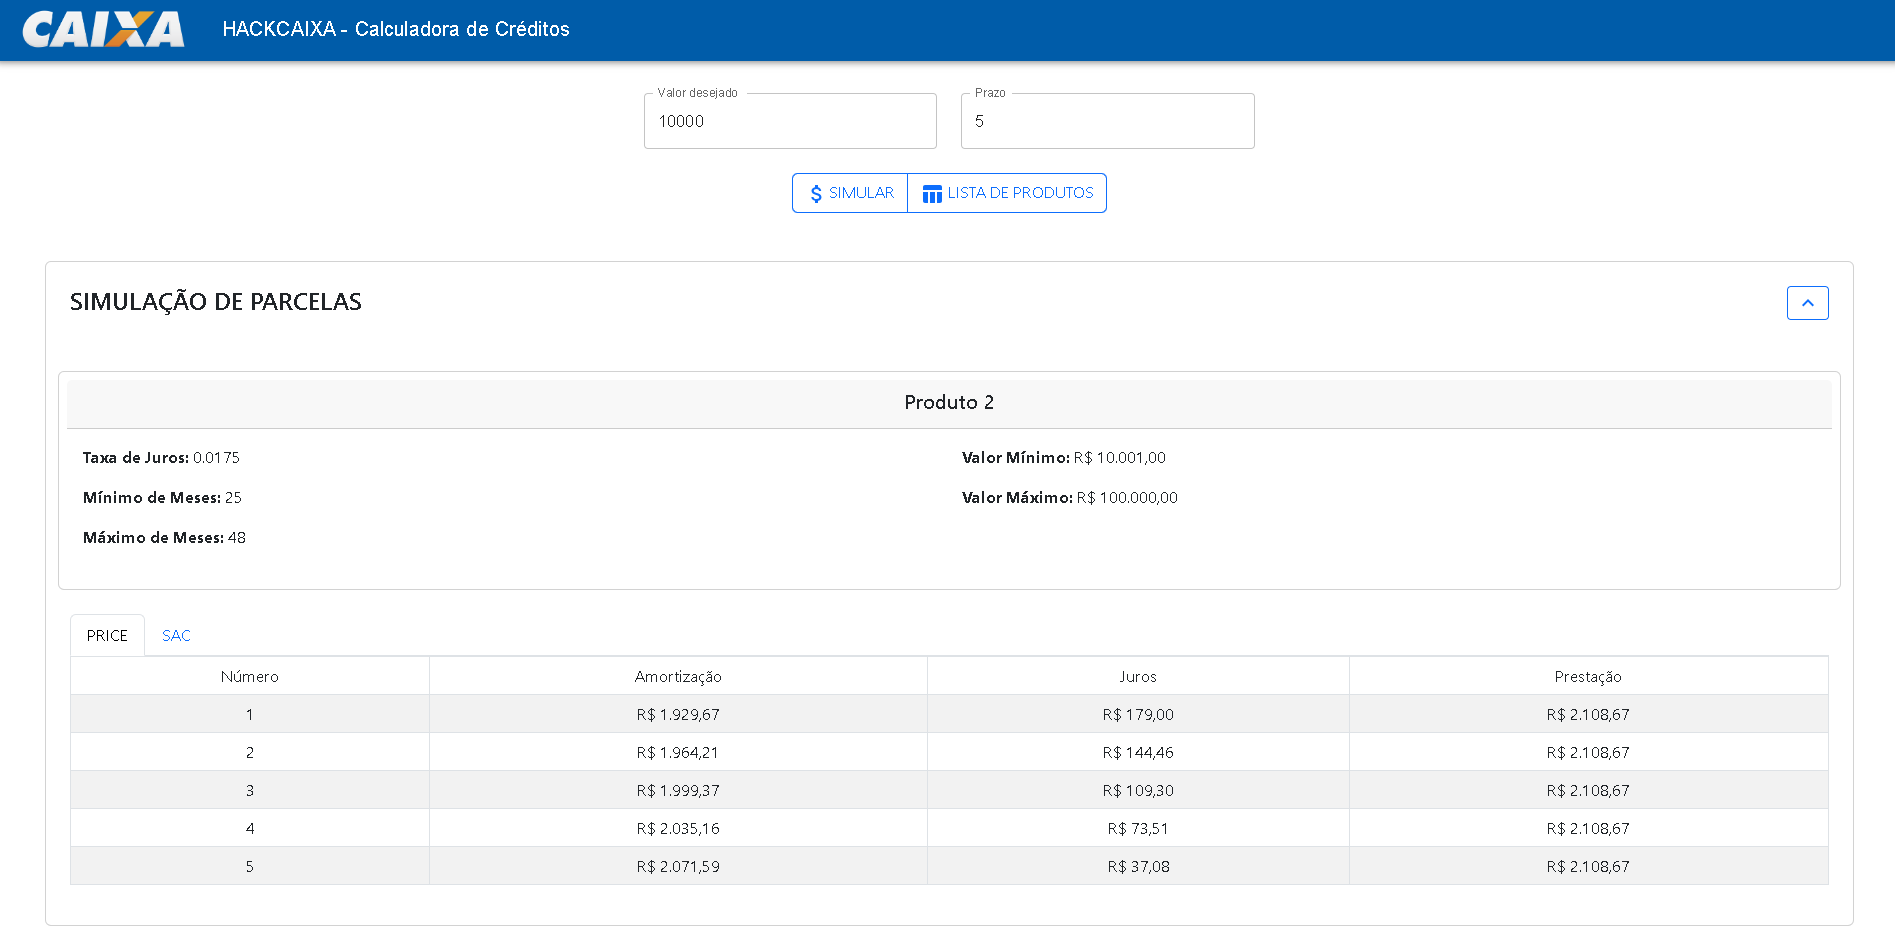 CAIXA HACKCAIXA - Calculadora de Créditos
Valor desejado Prazo
10000 5
SIMULAR LISTA DE PRODUTOS
SIMULAÇÃO DE PARCELAS
Produto 2
Taxa de Juros: 0.0175 Valor Mínimo: R$ 10.001,00
Mínimo de Meses: 25 Valor Máximo: R$ 100.000,00
Máximo de Meses: 48
PRICE SAC
Número Amortização Juros Prestação
1 R$ 1.929,67 R$ 179,00 R$ 2.108,67
2 R$ 1.964,21 R$ 144,46 R$ 2.108,67
3 R$ 1.999,37 R$ 109,30 R$ 2.108,67
4 R$ 2.035,16 R$ 73,51 R$ 2.108,67
5 R$ 2.071,59 R$ 37,08 R$ 2.108,67